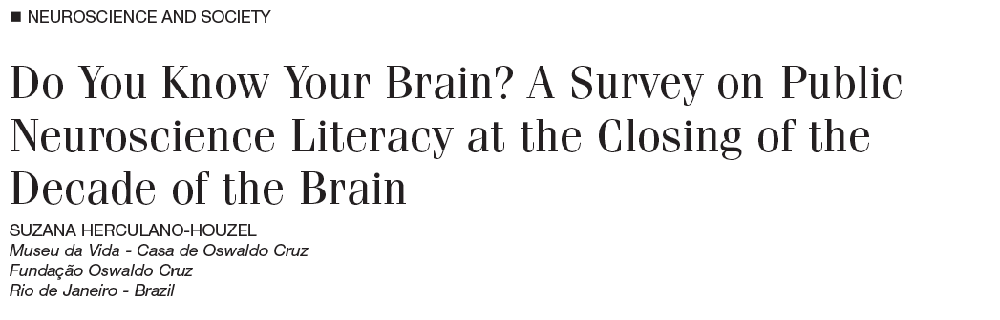 ■ NEUROSCIENCE AND SOCIETY
Do You Know Your Brain? A Survey on Public
Neuroscience Literacy at the Closing of the
Decade of the Brain
SUZANA HERCULANO-HOUZEL
Museu da Vida - Casa de Oswaldo Cruz
Fundação Oswaldo Cruz
Rio de Janeiro - Brazil